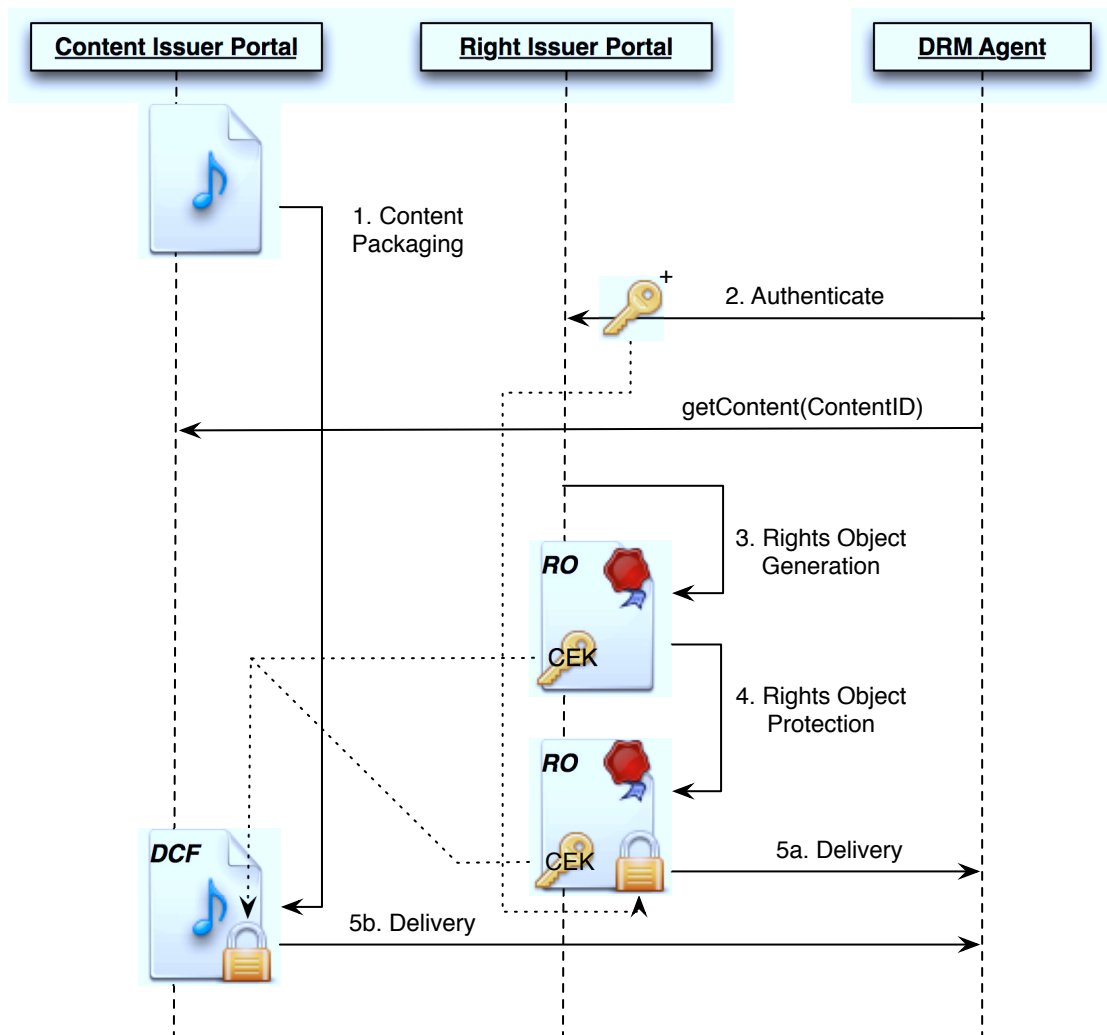 Content Issuer Portal
Right Issuer Portal
DRM Agent
1. Content
Packaging
+
2. Authenticate
getContent(ContentID)
3. Rights Object
Generation
RO
CEK
4. Rights Object
Protection
RO
CEK
5a. Delivery
DCF
5b. Delivery